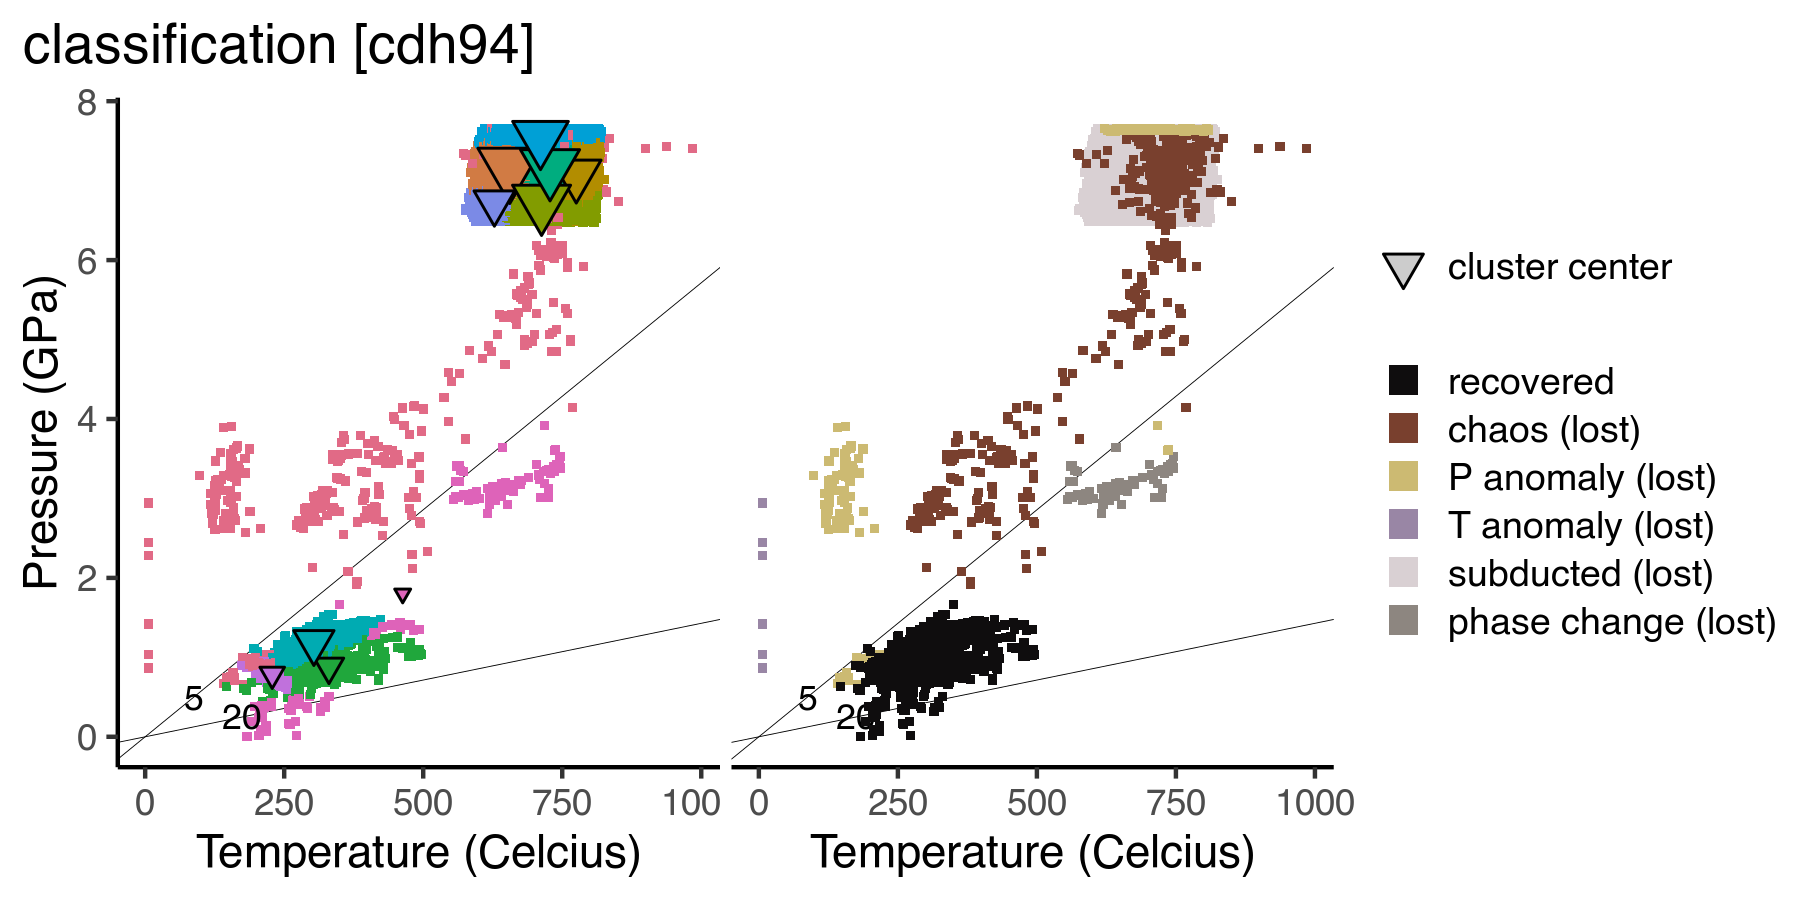 classification [cdh94]
Pressure (GPa)
8
6
4
2
0
5
20
0 250 500 750 100
Temperature (Celcius)
5
20
0 250 500 750 1000
Temperature (Celcius)
cluster center
recovered
chaos (lost)
P anomaly (lost)
T anomaly (lost)
subducted (lost)
phase change (lost)